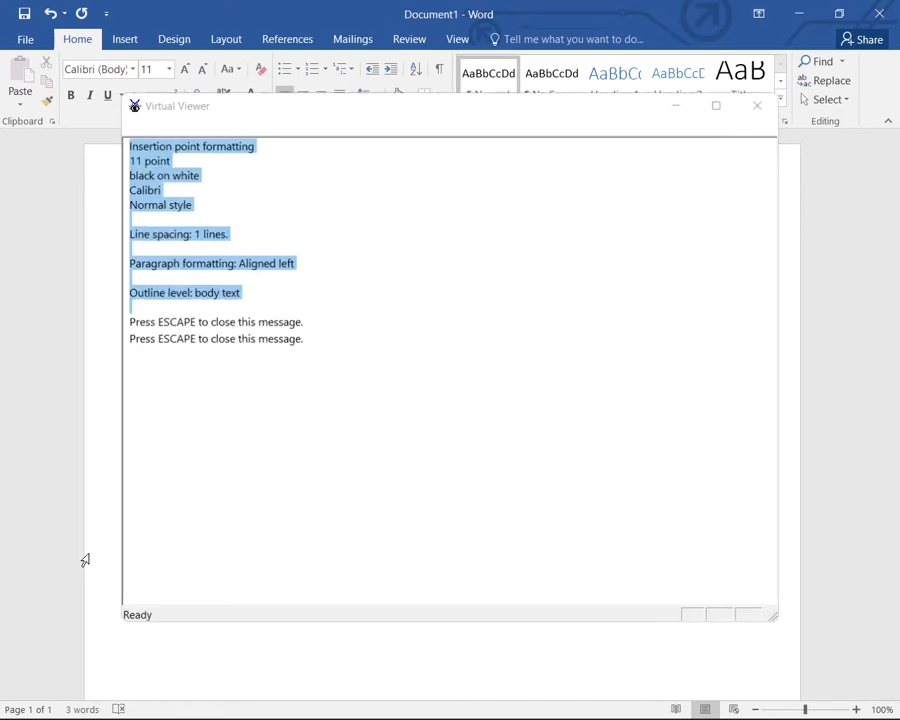 Document1 - Word
File Home Insert Design Layout References Mailings Review View Tell me what you want to do... Share
Calibri (Body) 11 Aa AaBbCcDd AaBbCcDd AaBbCc AaBbCcD AaB Find
Paste B I U Replace
Select
Clipboard Editing
Virtual Viewer
Insertion point formatting
11 point
black on white
Calibri
Normal style
Line spacing: 1 lines.
Paragraph formatting: Aligned left
Outline level: body text
Press ESCAPE to close this message.
Press ESCAPE to close this message.
Ready
Page 1 of 1 3 words 100%